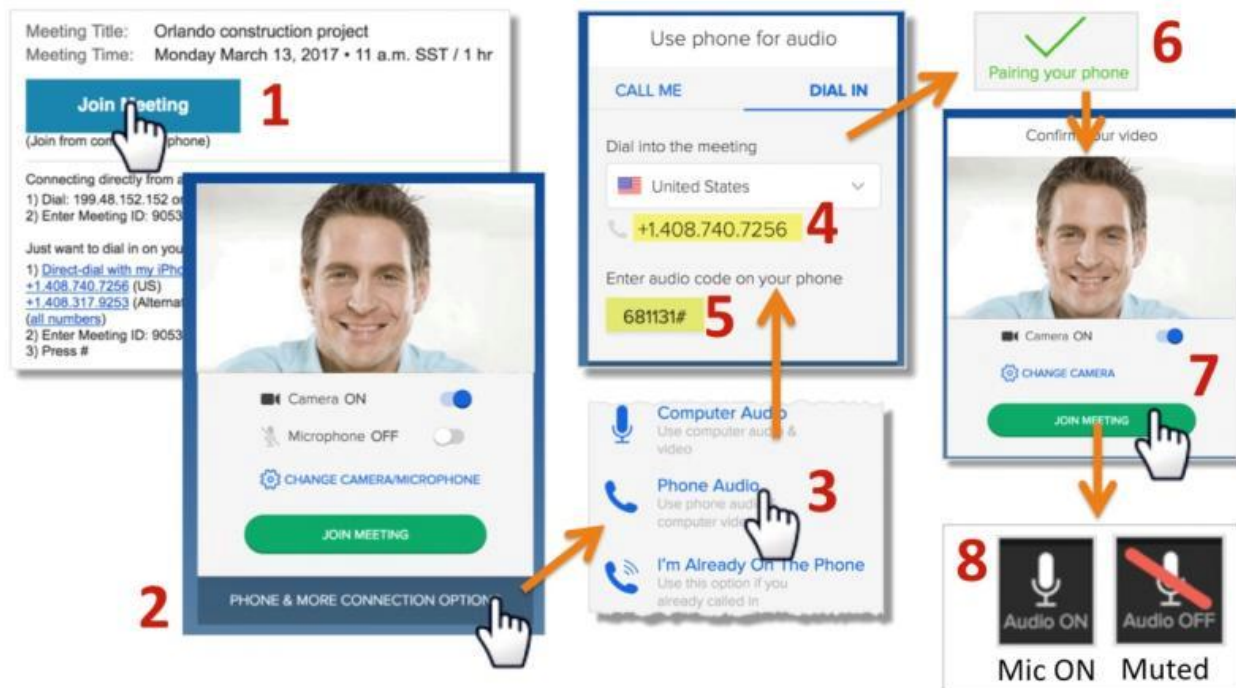 Meeting Title: Orlando construction project
Meeting Time: Monday March 13, 2017 • 11 a.m. SST / 1 hr
Join Meeting
1
(Join from phone)
Connecting directly from a
1) Dial: 199.48.152.152 or
2) Enter Meeting ID: 9053
Just want to dial in on you
1) Direct-dial with my iPho
+1.408.740.7256 (US)
+1.408.317.9253 (Alternat
(all numbers)
2) Enter Meeting ID: 9053
3) Press #
Camera ON
Microphone OFF
CHANGE CAMERA/MICROPHONE
JOIN MEETING
2
PHONE & MORE CONNECTION OPTION
Computer Audio
Use computer audio &
video
Phone Audio
Use phone audio
computer vide
3
I'm Already On The Phone
Use this option if you
already called in
Use phone for audio
CALL ME DIAL IN
Dial into the meeting
United States
+1.408.740.7256 4
Enter audio code on your phone
681131# 5
Pairing your phone
6
Confirm your video
Camera ON
CHANGE CAMERA
7
JOIN MEETING
8
Audio ON Audio OFF
Mic ON Muted